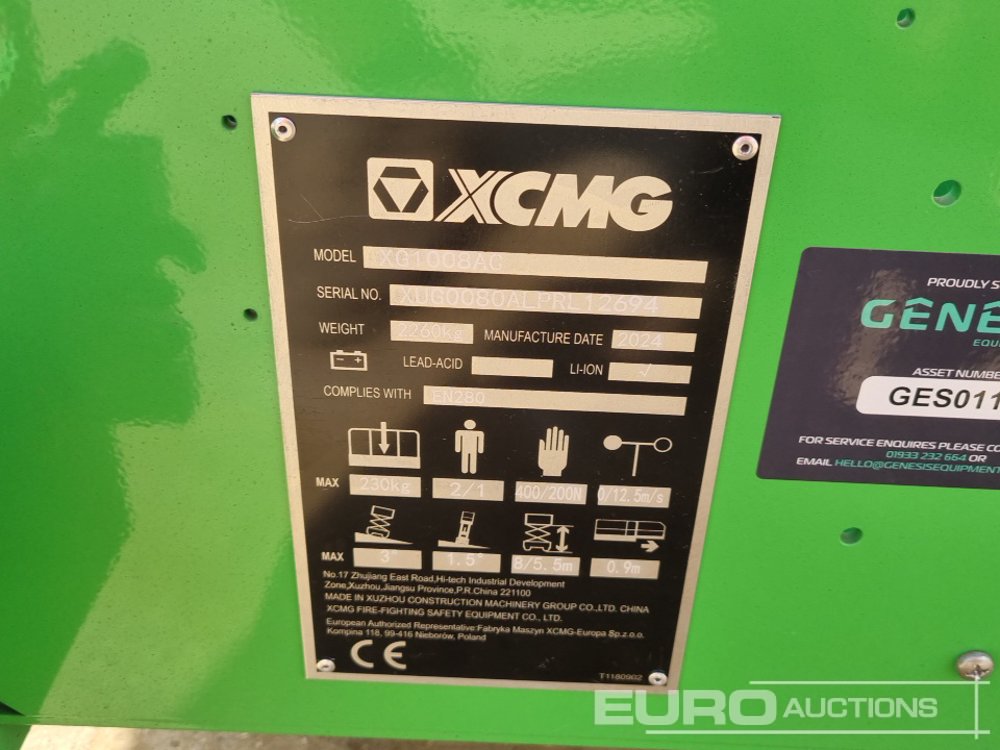 XCMG
MODEL XG1008AC
SERIAL NO. XUG0080ALPRL12694
WEIGHT 2260kg MANUFACTURE DATE 2024
LEAD-ACID LI-ION √
COMPLIES WITH EN280
MAX 230kg 2/1 400/200N 0/12.5m/s
MAX 3° 1.5° 8/5.5m 0.9m
No.17 Zhujiang East Road,Hi-tech Industrial Development
Zone,Xuzhou,Jiangsu Province,P.R.China 221100
MADE IN XUZHOU CONSTRUCTION MACHINERY GROUP CO.,LTD. CHINA
XCMG FIRE-FIGHTING SAFETY EQUIPMENT CO., LTD.
European Authorized Representative:Fabryka Maszyn XCMG-Europa Sp.z.o.o.
Kompina 118, 99-416 Nieborów, Poland
CE
T1180902
PROUDLY S
GENE
EQU
ASSET NUMBE
GES011
FOR SERVICE ENQUIRES PLEASE CO
01933 232 664 OR
EMAIL HELLO@GENESISEQUIPMENT
EURO AUCTIONS